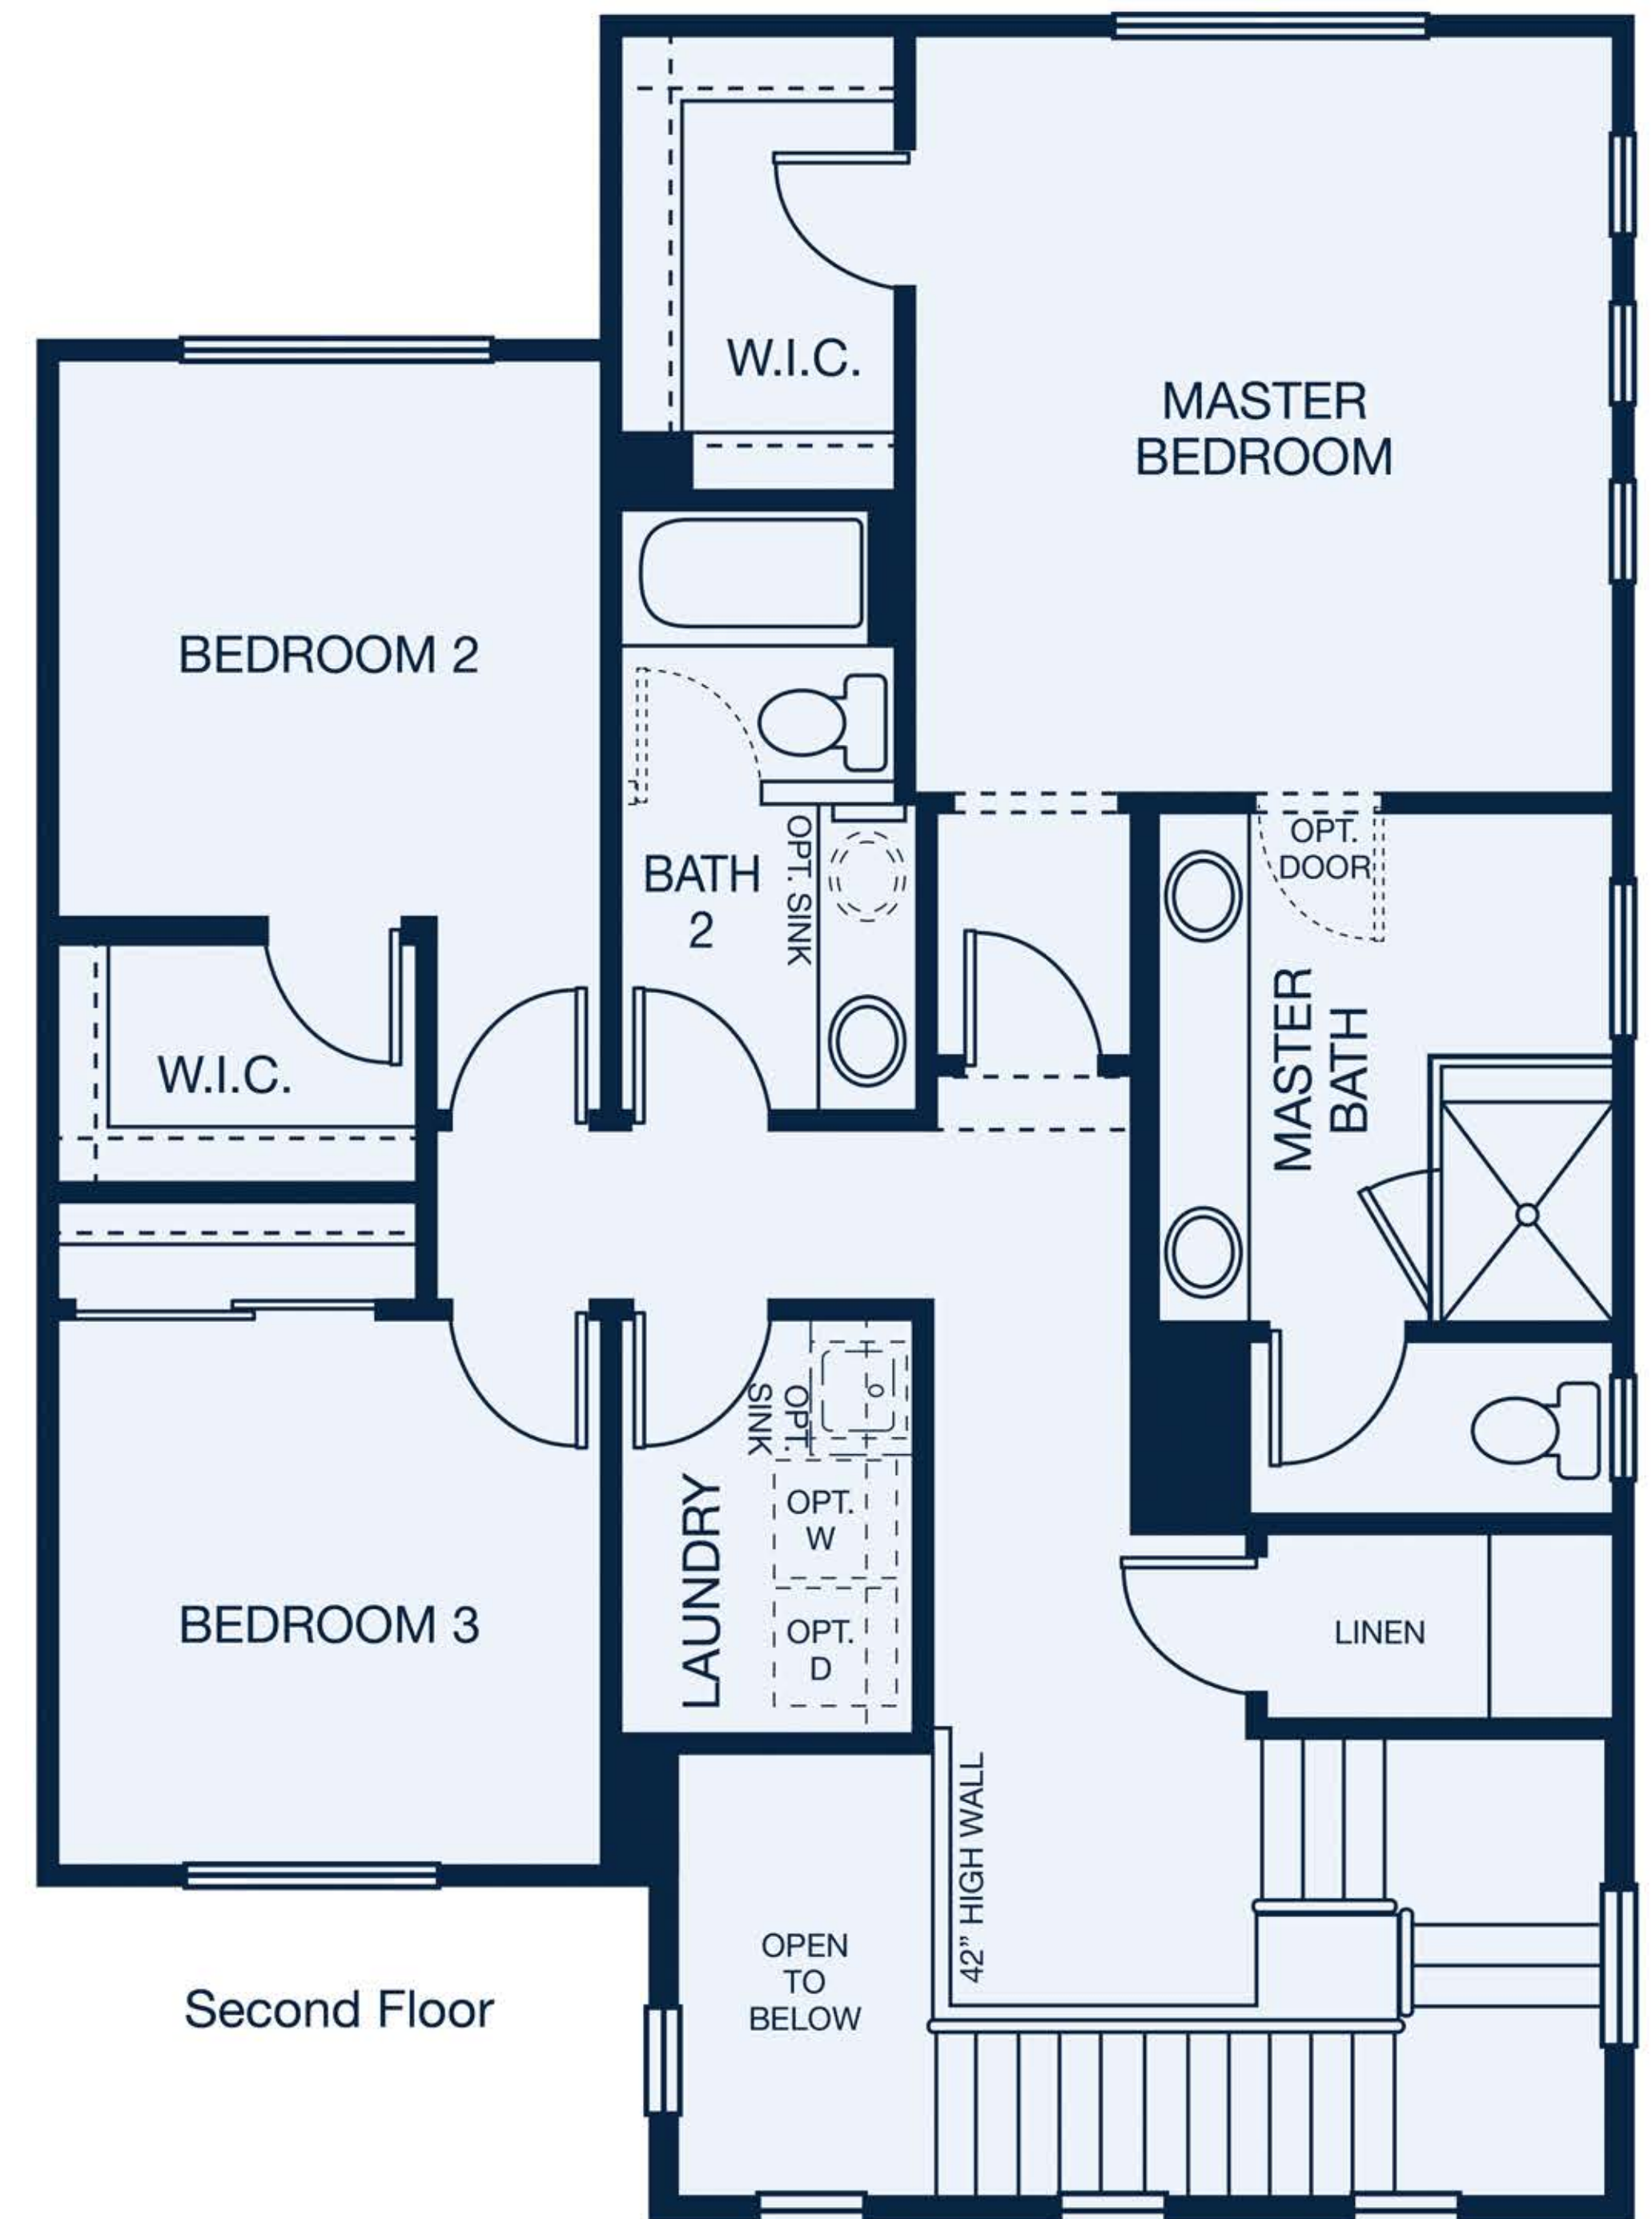 W.I.C.
MASTER
BEDROOM
BEDROOM 2
OPT.
DOOR
BATH
2
OPT. SINK
MASTER
BATH
W.I.C.
OPT.
SINK
LAUNDRY
OPT.
W
OPT.
D
BEDROOM 3
LINEN
42” HIGH WALL
OPEN
TO
BELOW
Second Floor